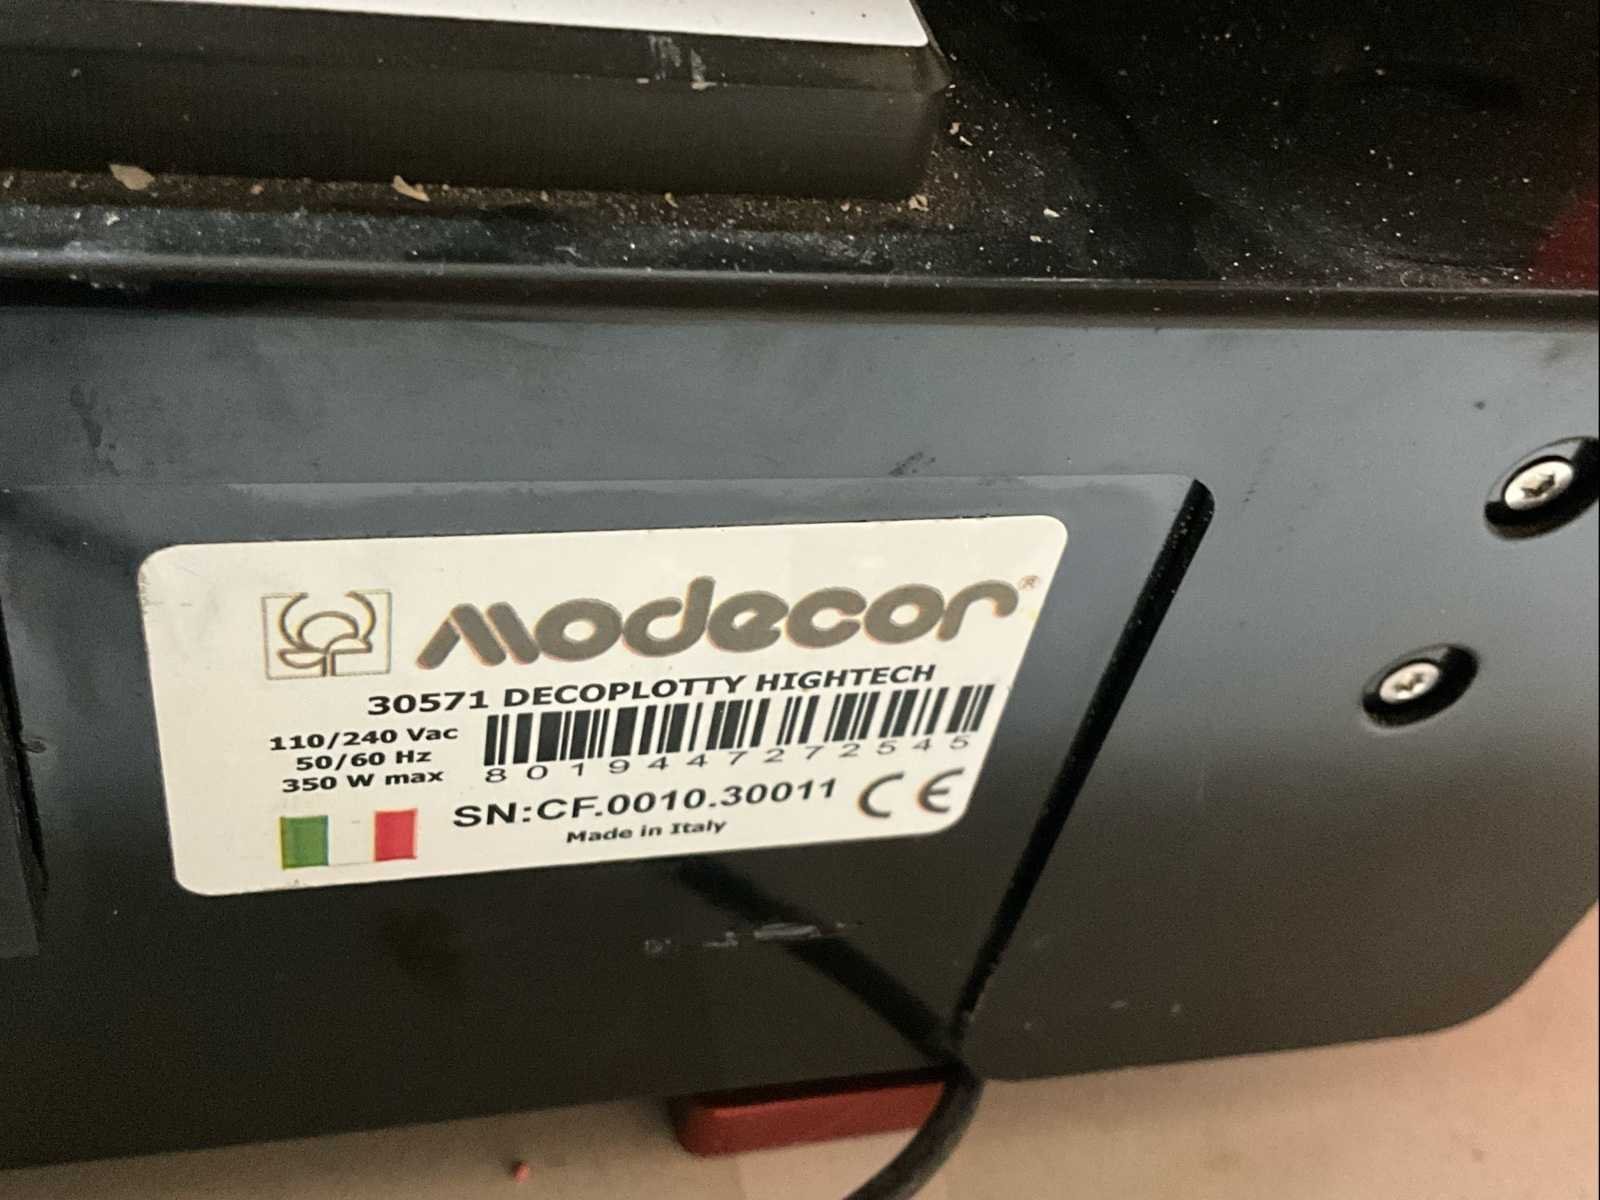 Modecor®
30571 DECOPLOTTY HIGHTECH
110/240 Vac
50/60 Hz
350 W max
8019447272545
SN:CF.0010.30011
CE
Made in Italy